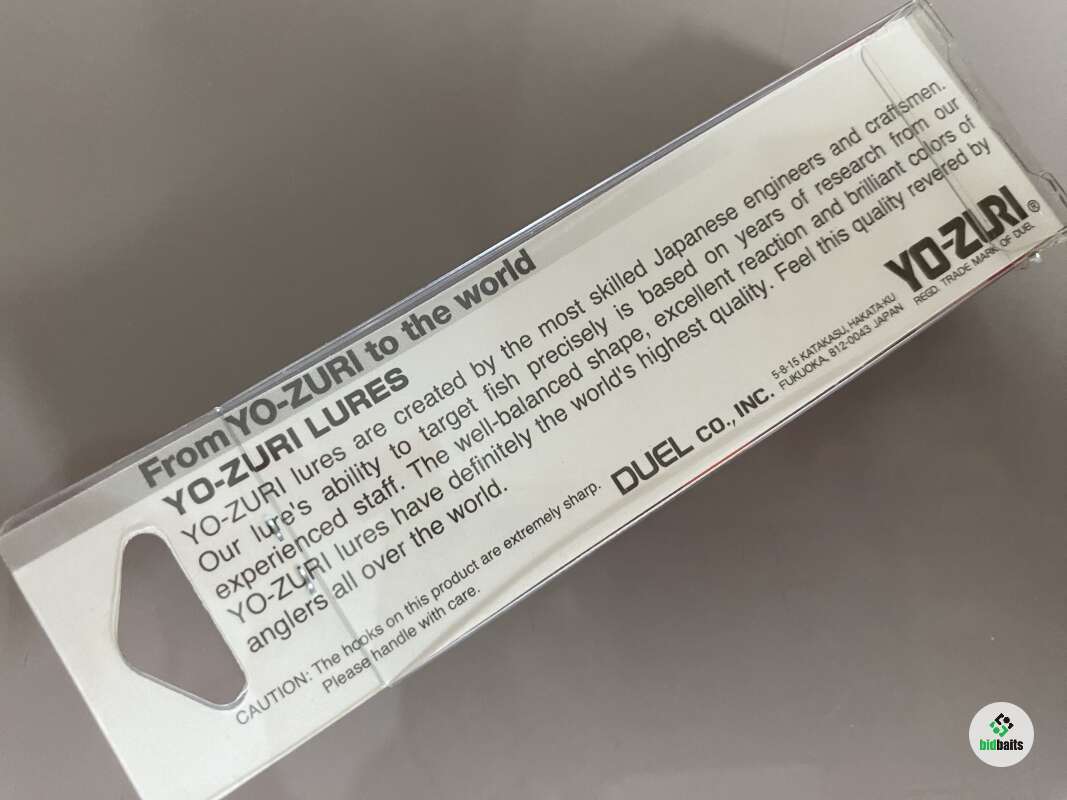 From YO-ZURI to the world
YO-ZURI LURES
YO-ZURI lures are created by the most skilled Japanese engineers and craftsmen.
Our lure's ability to target fish precisely is based on years of research from our
experienced staff. The well-balanced shape, excellent reaction and brilliant colors of
YO-ZURI lures have definitely the world's highest quality. Feel this quality revered by
anglers all over the world.
CAUTION: The hooks on this product are extremely sharp.
Please handle with care.
DUEL CO., INC.
5-8-15 KATAKASU, HAKATA-KU
FUKUOKA, 812-0043 JAPAN
YO-ZURI®
REGD. TRADE MARK OF DUEL
bidbaits